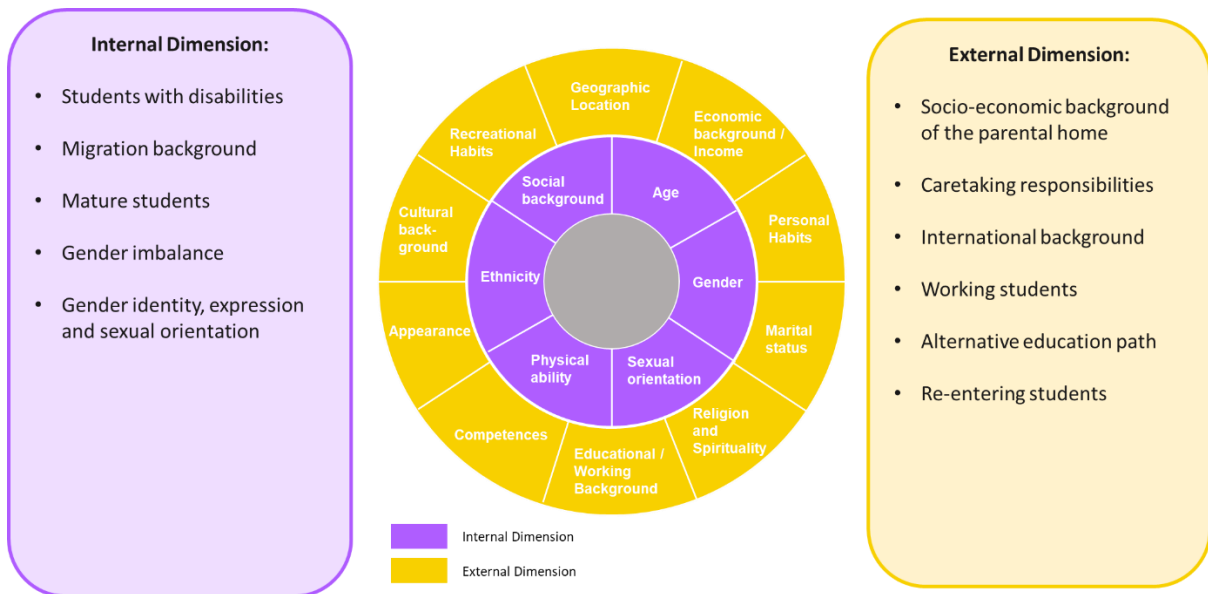 Internal Dimension:
• Students with disabilities
• Migration background
• Mature students
• Gender imbalance
• Gender identity, expression
and sexual orientation
Geographic
Location
Economic
background /
Income
Personal
Habits
Marital
status
Religion
and
Spirituality
Educational /
Working
Background
Competences
Appearance
Cultural
back-
ground
Recreational
Habits
Social
background
Age
Gender
Sexual
orientation
Physical
ability
Ethnicity
Internal Dimension
External Dimension
External Dimension:
• Socio-economic background
of the parental home
• Caretaking responsibilities
• International background
• Working students
• Alternative education path
• Re-entering students